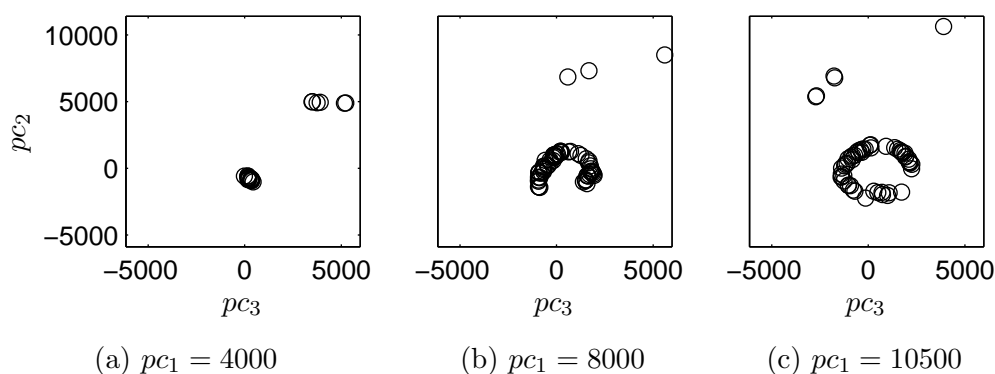 10000
5000
0
−5000
pc2
−5000 0 5000
−5000 0 5000
−5000 0 5000
pc3
pc3
pc3
(a) pc1 = 4000
(b) pc1 = 8000
(c) pc1 = 10500